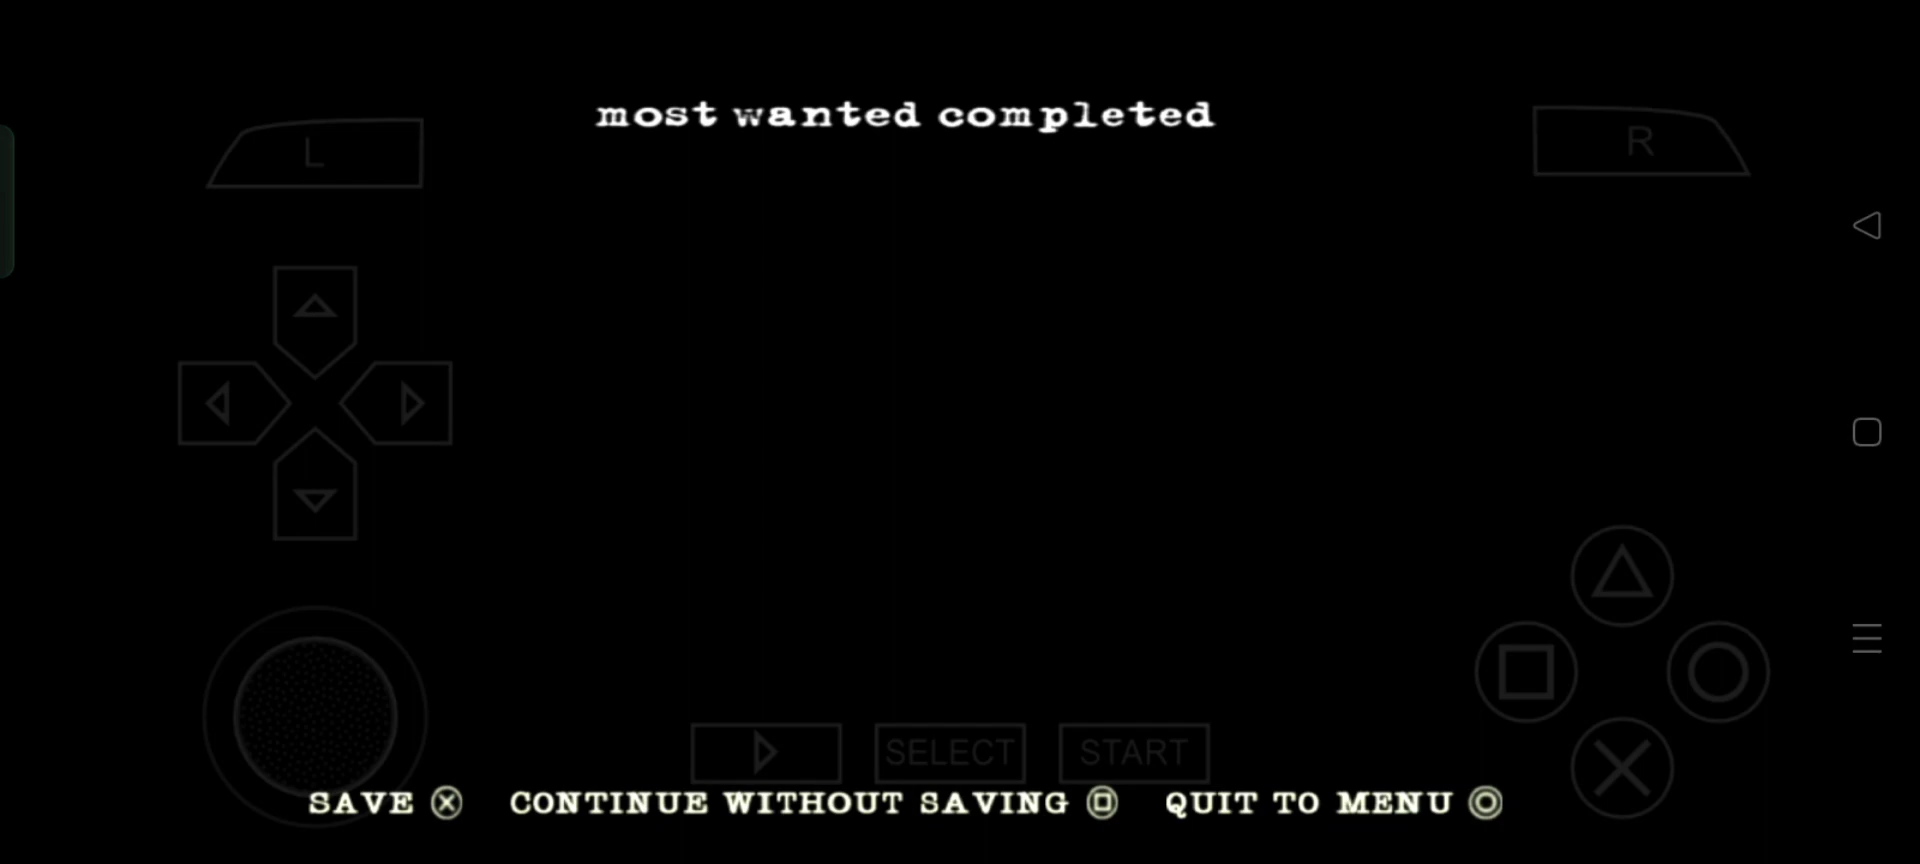 most wanted completed
L
R
SELECT
START
SAVE CONTINUE WITHOUT SAVING QUIT TO MENU